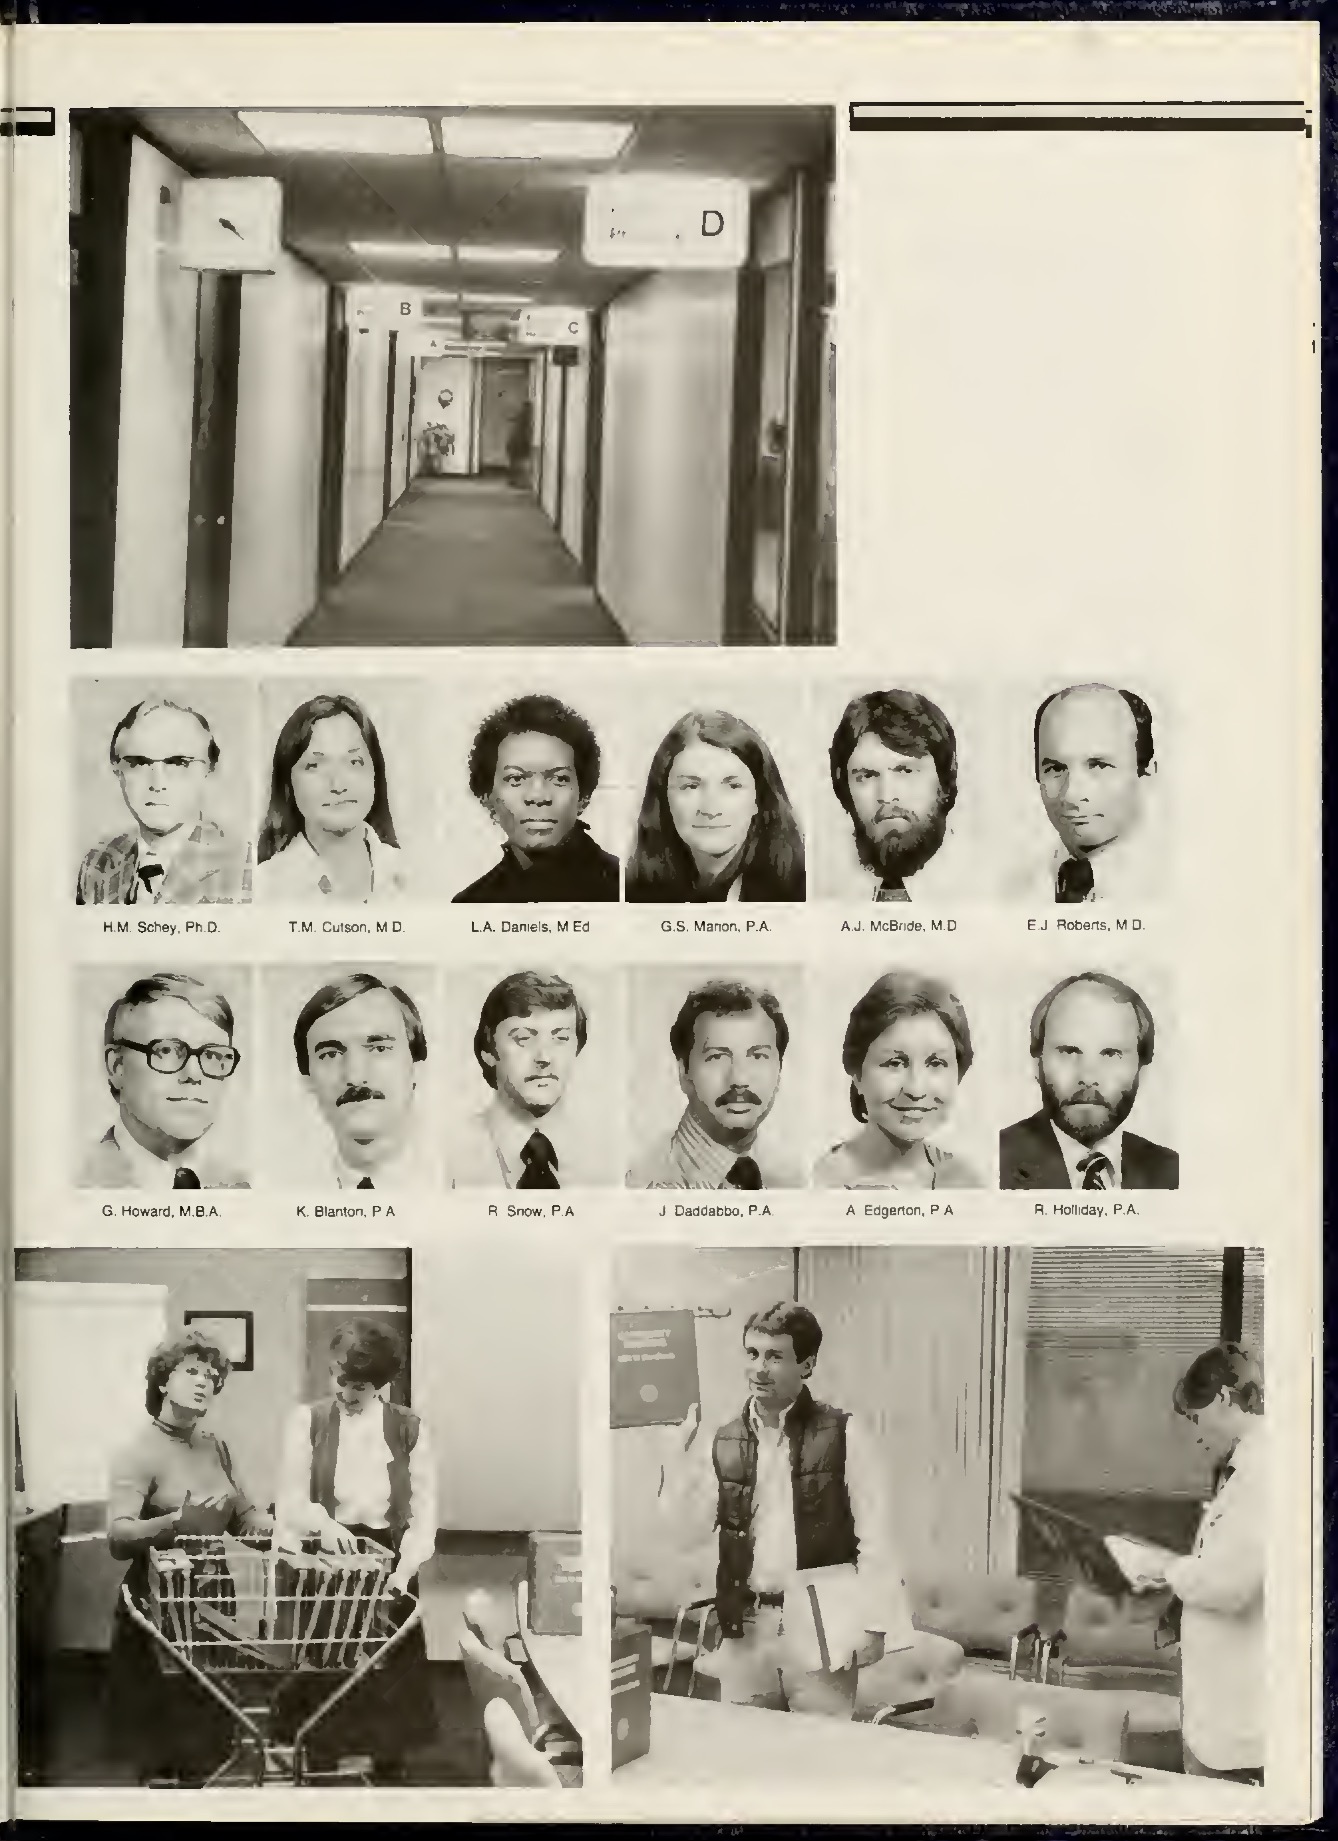 D
B
C
A
H.M. Schey, Ph.D.
T.M. Cutson, M D.
L.A. Daniels, M Ed
G.S. Marion, P.A.
A.J. McBride, M.D
E.J Roberts, M D.
G. Howard, M.B.A.
K. Blanton, P A
R Snow, P.A
J Daddabbo, P.A.
A Edgerton, P A
R. Holliday, P.A.